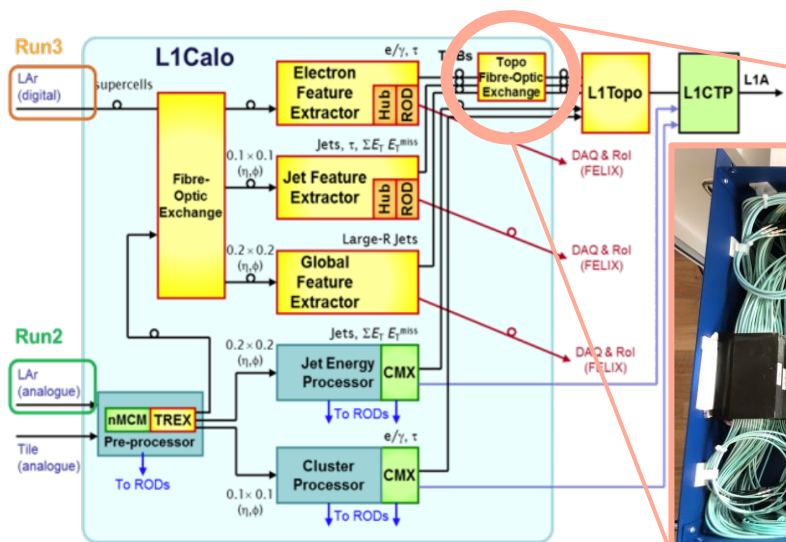 Run3
L1Calo
LAr
(digital)
supercells
e/γ, τ
Electron
Feature
Extractor
Hub
ROD
Topo
Fibre-Optic
Exchange
L1Topo
L1CTP
L1A
DAQ & RoI
(FELIX)
Fibre-
Optic
Exchange
0.1 × 0.1
(η,ϕ)
Jets, τ, ΣE_T E_T^miss
Jet Feature
Extractor
Hub
ROD
DAQ & RoI
(FELIX)
0.2 × 0.2
(η,ϕ)
Large-R Jets
Global
Feature
Extractor
DAQ & RoI
(FELIX)
Run2
LAr
(analogue)
Tile
(analogue)
nMCM
TREX
Pre-processor
To RODs
0.2 × 0.2
(η,ϕ)
Jets, ΣE_T E_T^miss
Jet Energy
Processor
CMX
To RODs
e/γ, τ
0.1 × 0.1
(η,ϕ)
Cluster
Processor
CMX
To RODs